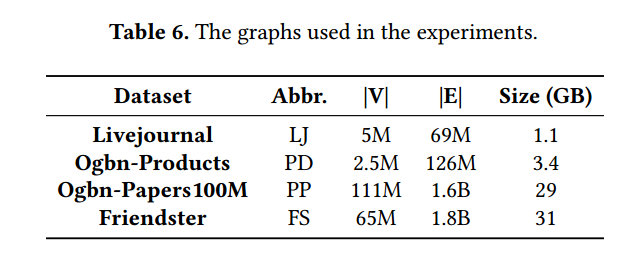 Table 6. The graphs used in the experiments.
Dataset Abbr. |V| |E| Size (GB)
Livejournal LJ 5M 69M 1.1
Ogbn-Products PD 2.5M 126M 3.4
Ogbn-Papers100M PP 111M 1.6B 29
Friendster FS 65M 1.8B 31